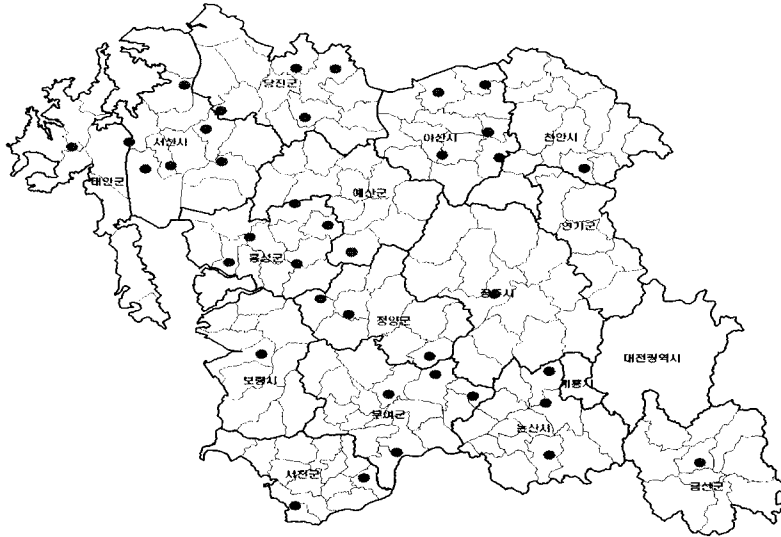 당진군
아산시
천안시
서산시
태안군
예산군
연기군
홍성군
공주시
청양군
대전광역시
보령시
계룡시
부여군
논산시
서천군
금산군